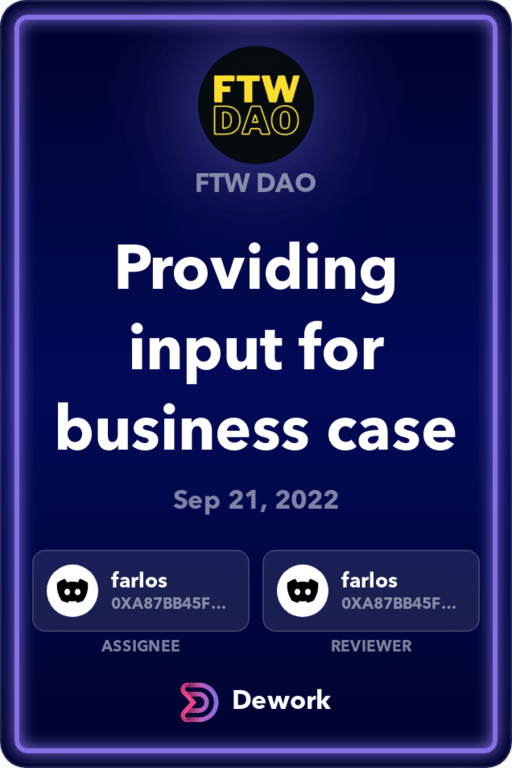 FTW
DAO
FTW DAO
Providing
input for
business case
Sep 21, 2022
farlos
0XA87BB45F...
ASSIGNEE
farlos
0XA87BB45F...
REVIEWER
Dework